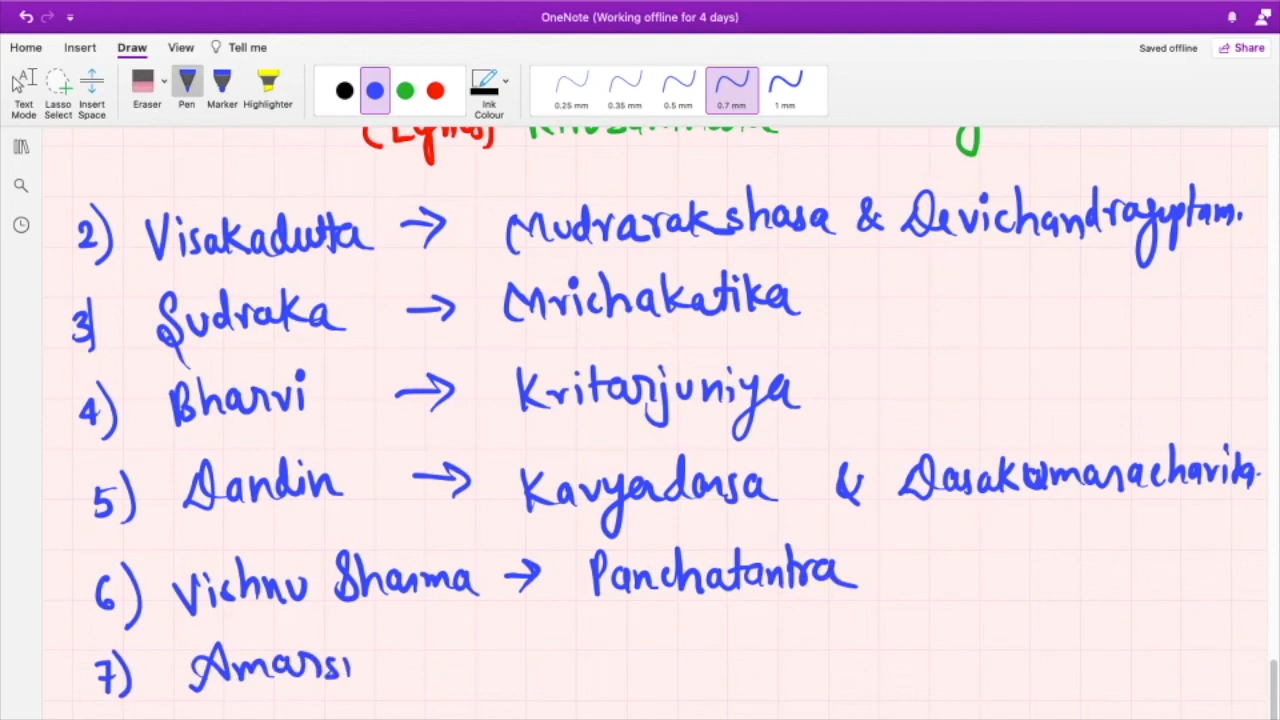 OneNote (Working offline for 4 days)
Home Insert Draw View Tell me
Saved offline Share
Text Mode Lasso Select Insert Space Eraser Pen Marker Highlighter Ink Colour 0.25 mm 0.35 mm 0.5 mm 0.7 mm 1 mm
(Lyrics)
2) Visakadutta → Mudrarakshasa & Devichandraguptam.
3) Sudraka → Mrichakatika
4) Bharvi → Kritarjuniya
5) Dandin → Kavyadarsa & Dasakumaracharita.
6) Vishnu Sharma → Panchatantra
7) Amarsi